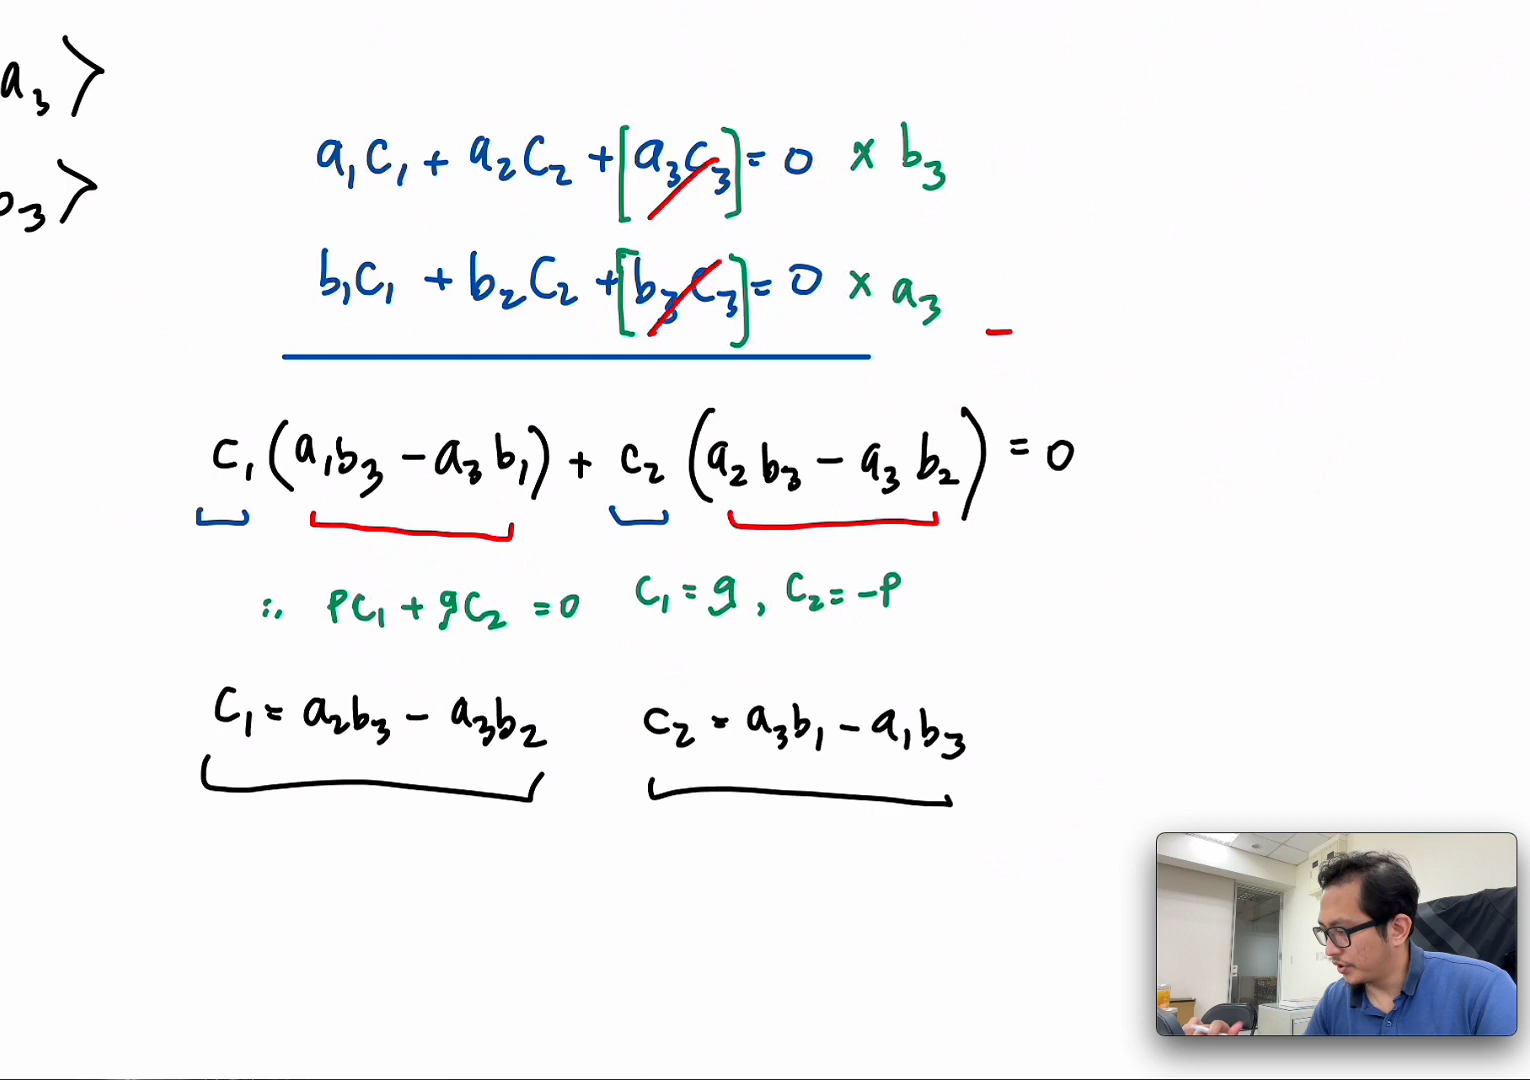 a₃ >
b₃ >
a₁c₁ + a₂c₂ + [a₃c₃] = 0 × b₃
b₁c₁ + b₂c₂ + [b₃c₃] = 0 × a₃ −
c₁(a₁b₃ − a₃b₁) + c₂(a₂b₃ − a₃b₂) = 0
∴ pc₁ + qc₂ = 0 c₁ = q, c₂ = −p
c₁ = a₂b₃ − a₃b₂ c₂ = a₃b₁ − a₁b₃